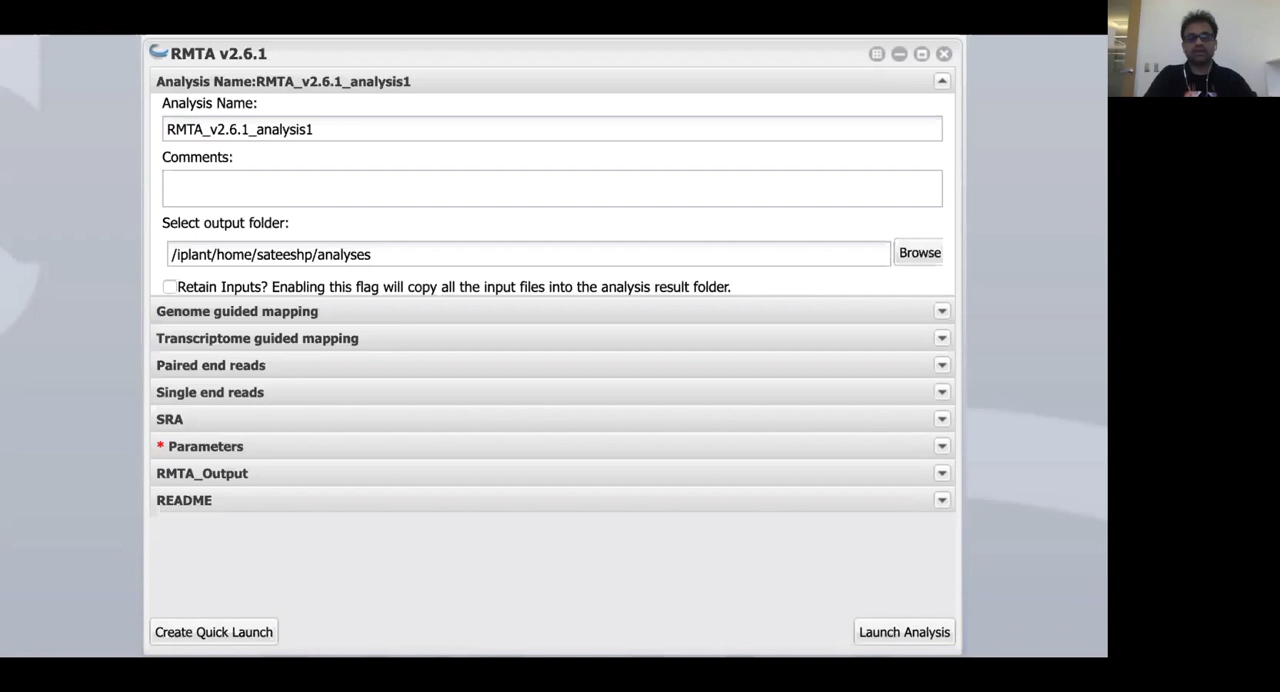 RMTA v2.6.1
Analysis Name:RMTA_v2.6.1_analysis1
Analysis Name:
RMTA_v2.6.1_analysis1
Comments:
Select output folder:
/iplant/home/sateeshp/analyses
Browse
Retain Inputs? Enabling this flag will copy all the input files into the analysis result folder.
Genome guided mapping
Transcriptome guided mapping
Paired end reads
Single end reads
SRA
* Parameters
RMTA_Output
README
Create Quick Launch
Launch Analysis